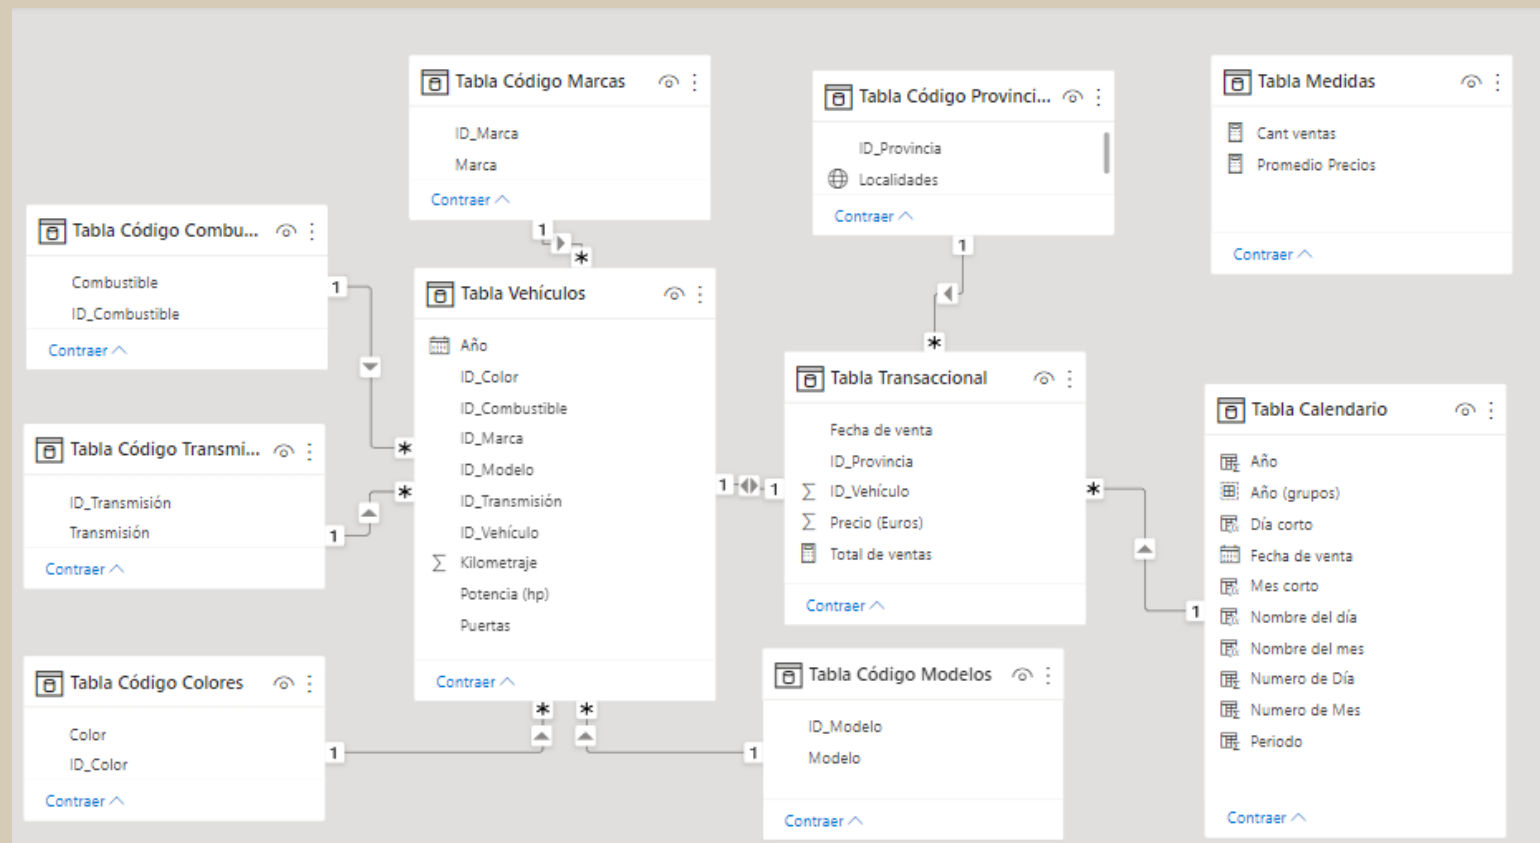 Tabla Código Marcas
ID_Marca
Marca
Contraer
1
*
Tabla Código Provinci...
ID_Provincia
Localidades
Contraer
1
*
Tabla Medidas
Cant ventas
Promedio Precios
Contraer
Tabla Código Combu...
Combustible
ID_Combustible
Contraer
1
*
Tabla Vehículos
Año
ID_Color
ID_Combustible
ID_Marca
ID_Modelo
ID_Transmisión
ID_Vehículo
Kilometraje
Potencia (hp)
Puertas
Contraer
1
1
Tabla Transaccional
Fecha de venta
ID_Provincia
ID_Vehículo
Precio (Euros)
Total de ventas
Contraer
*
1
Tabla Calendario
Año
Año (grupos)
Día corto
Fecha de venta
Mes corto
Nombre del día
Nombre del mes
Numero de Día
Numero de Mes
Periodo
Contraer
Tabla Código Transmi...
ID_Transmisión
Transmisión
Contraer
1
*
Tabla Código Colores
Color
ID_Color
Contraer
1
*
*
1
Tabla Código Modelos
ID_Modelo
Modelo
Contraer